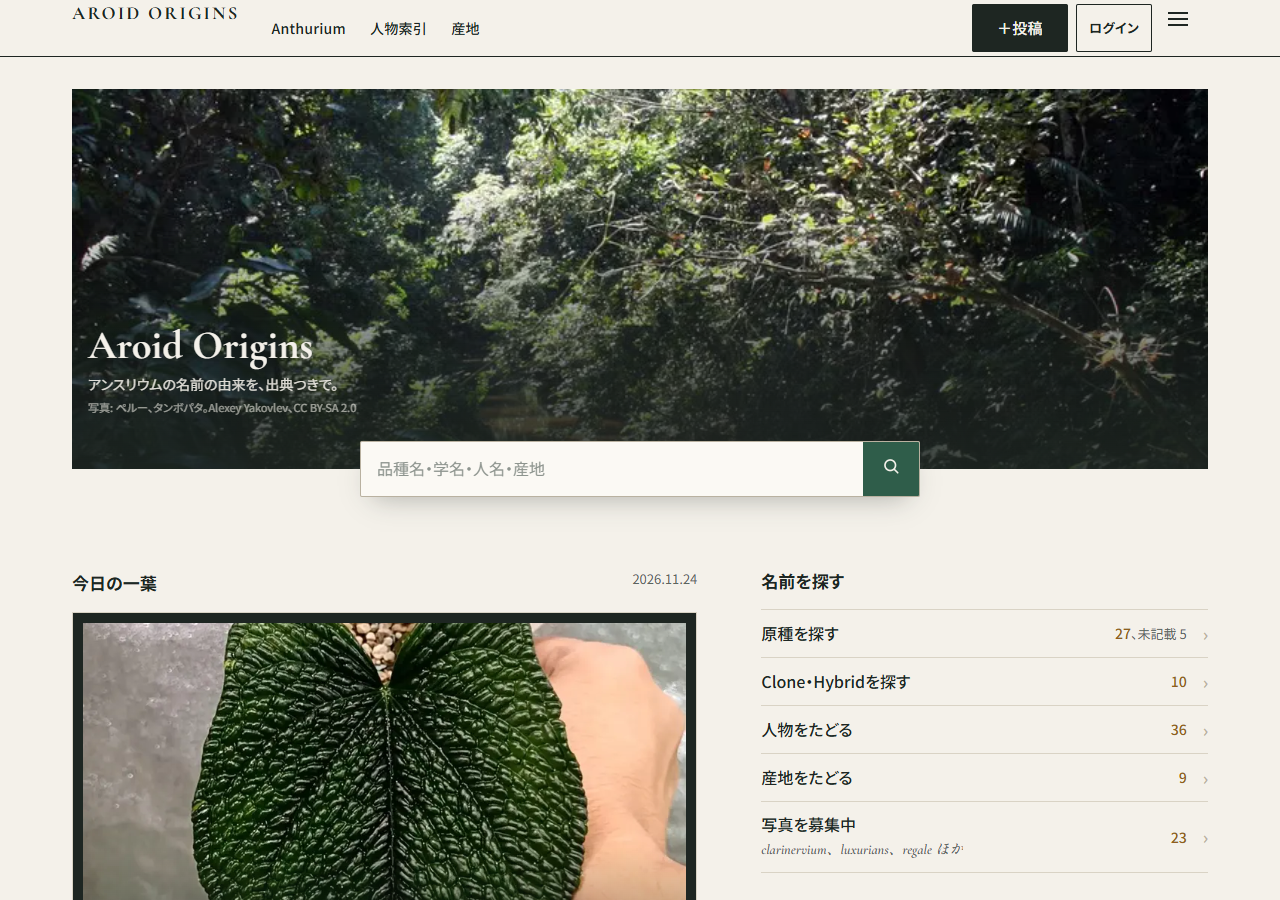 AROID ORIGINS
Anthurium 人物索引 産地
＋投稿 ログイン
Aroid Origins
アンスリウムの名前の由来を、出典つきで。
写真: ペルー、タンボパタ。Alexey Yakovlev、CC BY-SA 2.0
品種名・学名・人名・産地
今日の一葉 2026.11.24
名前を探す
原種を探す 27、未記載 5 ›
Clone・Hybridを探す 10 ›
人物をたどる 36 ›
産地をたどる 9 ›
写真を募集中 23 ›
clarinervium、 luxurians、 regale ほか